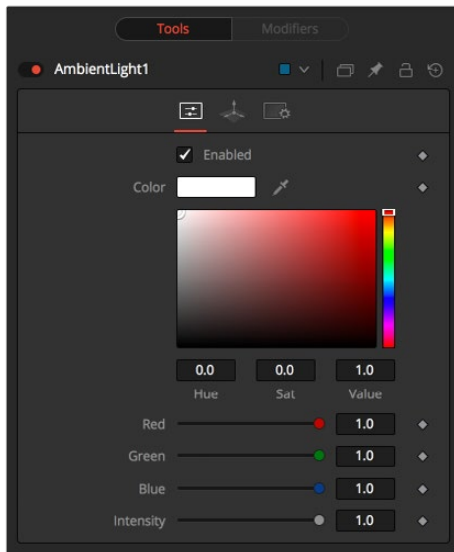 Tools Modifiers
AmbientLight1
Enabled
Color
0.0 0.0 1.0
Hue Sat Value
Red 1.0
Green 1.0
Blue 1.0
Intensity 1.0